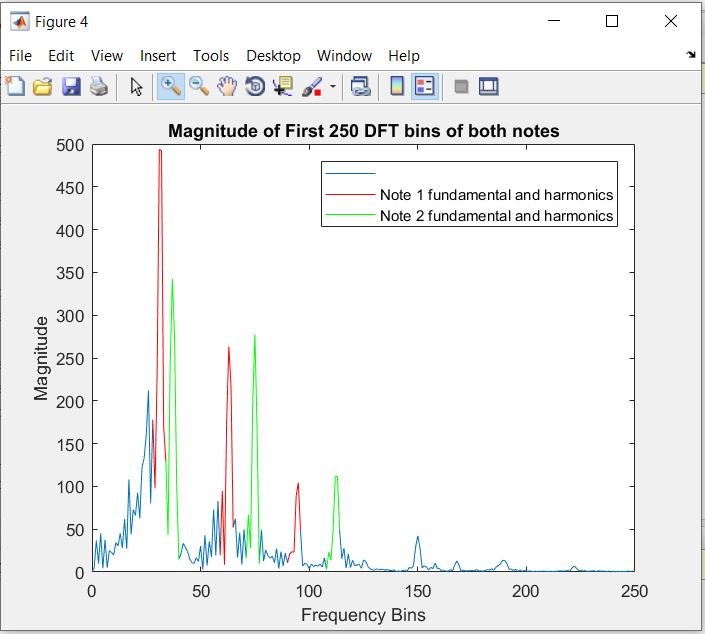 Figure 4
File Edit View Insert Tools Desktop Window Help
Magnitude of First 250 DFT bins of both notes
500
450
400
350
300
250
200
150
100
50
0
Magnitude
Note 1 fundamental and harmonics
Note 2 fundamental and harmonics
0 50 100 150 200 250
Frequency Bins